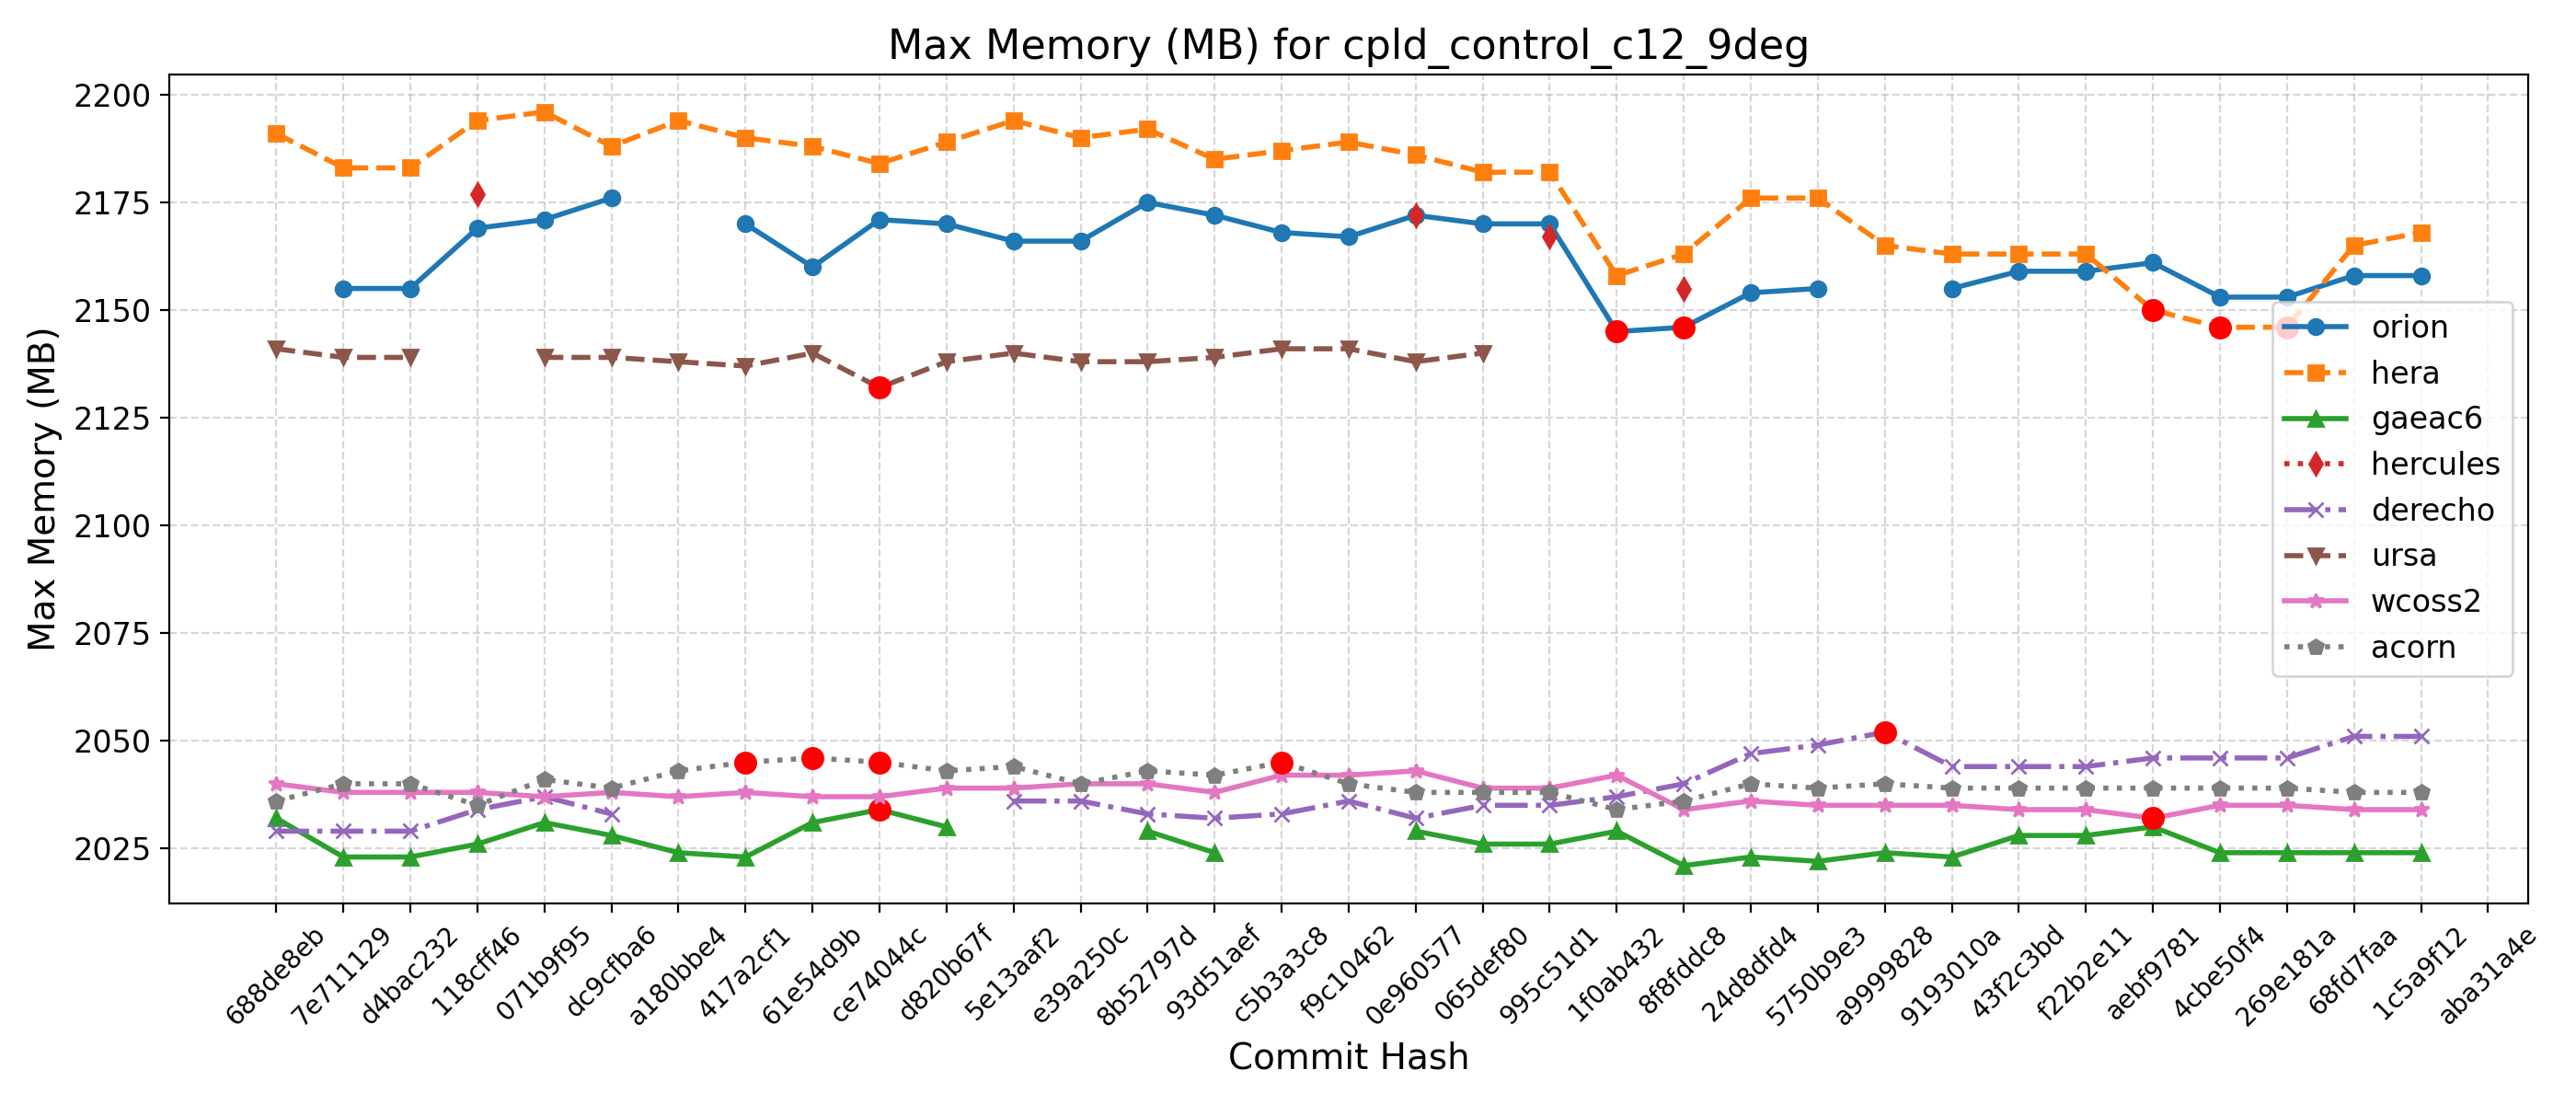 Max Memory (MB) for cpld_control_c12_9deg
Max Memory (MB)
2200
2175
2150
2125
2100
2075
2050
2025
orion
hera
gaeac6
hercules
derecho
ursa
wcoss2
acorn
688de8eb
7e711129
d4bac232
118cff46
071b9f95
dc9cfba6
a180bbe4
417a2cf1
61e54d9b
ce74044c
d820b67f
5e13aaf2
e39a250c
8b52797d
93d51aef
c5b3a3c8
f9c10462
0e960577
065def80
995c51d1
1f0ab432
8f8fddc8
24d8dfd4
5750b9e3
a9999828
9193010a
43f2c3bd
f22b2e11
aebf9781
4cbe50f4
269e181a
68fd7faa
1c5a9f12
aba31a4e
Commit Hash